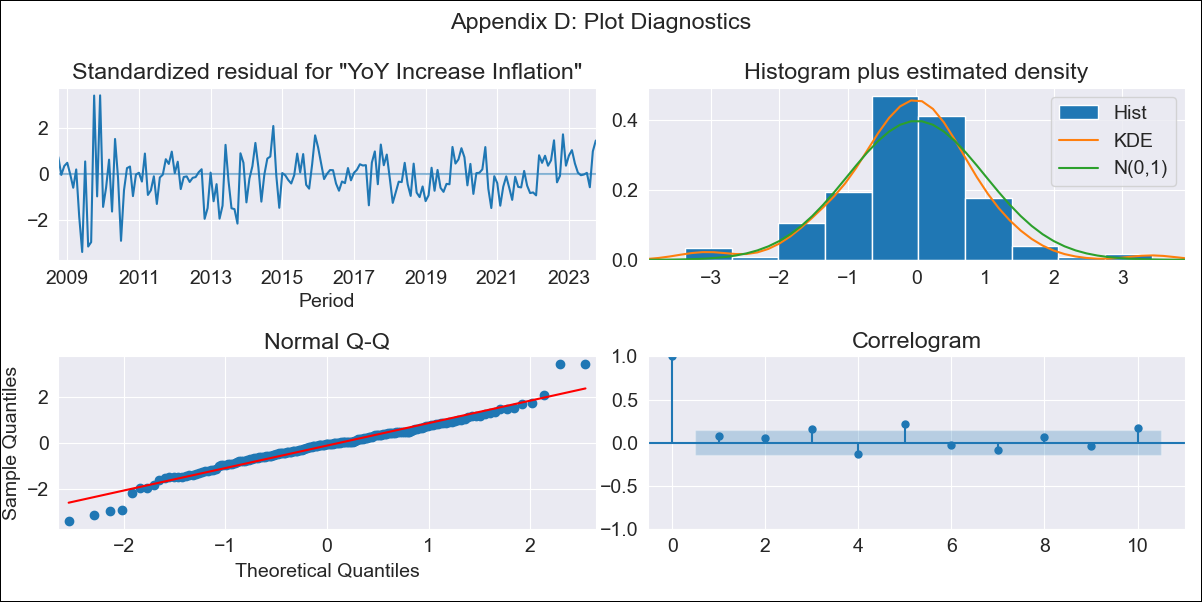 Appendix D: Plot Diagnostics
Standardized residual for "YoY Increase Inflation"
2
0
−2
2009 2011 2013 2015 2017 2019 2021 2023
Period
Histogram plus estimated density
0.4
0.2
0.0
−3 −2 −1 0 1 2 3
Hist
KDE
N(0,1)
Normal Q-Q
Sample Quantiles
2
0
−2
−2 −1 0 1 2
Theoretical Quantiles
Correlogram
1.0
0.5
0.0
−0.5
−1.0
0 2 4 6 8 10